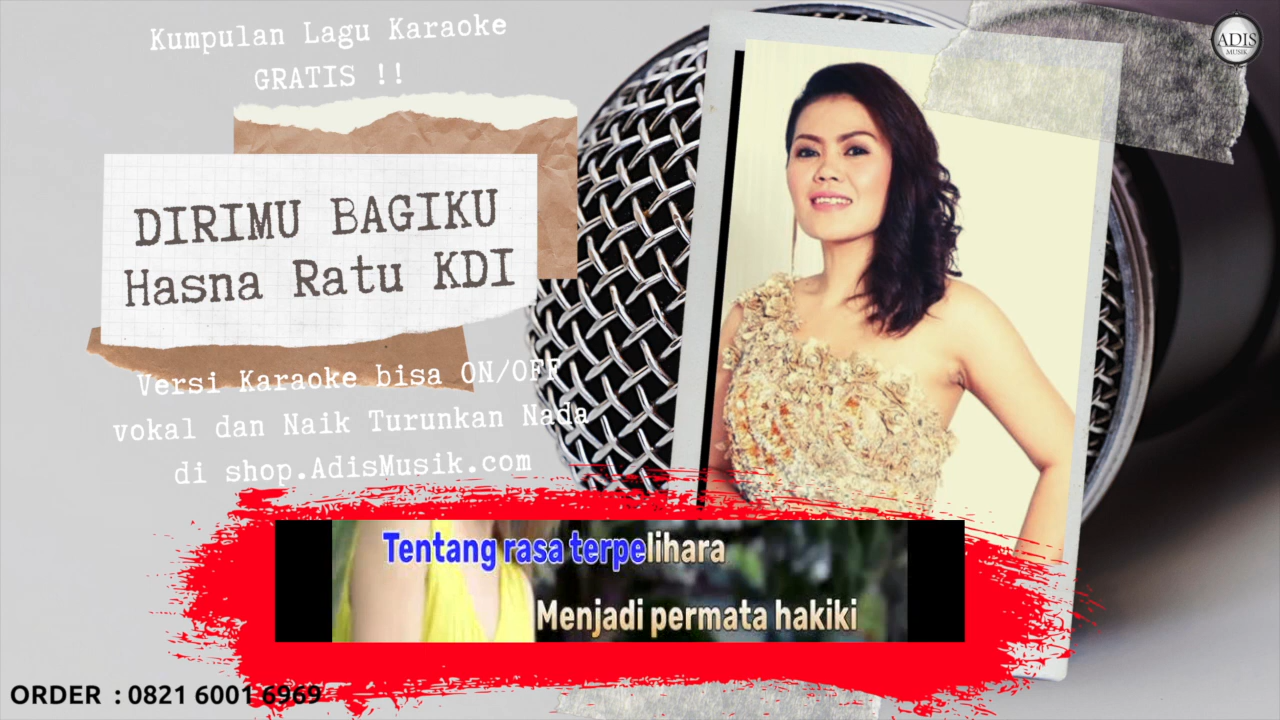 Kumpulan Lagu Karaoke
GRATIS !!
ADIS
MUSIK
DIRIMU BAGIKU
Hasna Ratu KDI
Versi Karaoke bisa ON/OFF
vokal dan Naik Turunkan Nada
di shop.AdisMusik.com
Tentang rasa terpelihara
Menjadi permata hakiki
ORDER : 0821 6001 6969